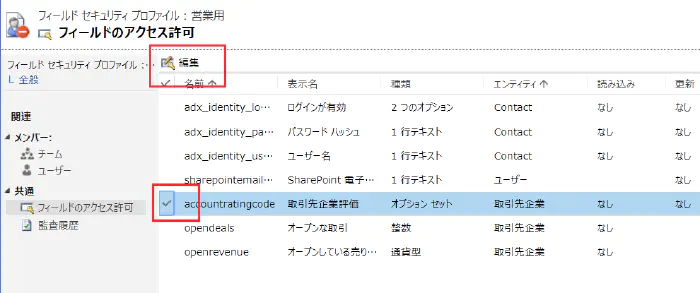 フィールド セキュリティ プロファイル : 営業用
フィールドのアクセス許可
フィールド セキュリティ プロファイル : …
全般
関連
メンバー:
チーム
ユーザー
共通
フィールドのアクセス許可
監査履歴
編集
名前 表示名 種類 エンティティ 読み込み 更新
adx_identity_lo… ログインが有効 2 つのオプション Contact なし なし
adx_identity_pa… パスワード ハッシュ 1 行テキスト Contact なし なし
adx_identity_us… ユーザー名 1 行テキスト Contact なし なし
sharepointemail… SharePoint 電子… 1 行テキスト ユーザー なし なし
accountratingcode 取引先企業評価 オプション セット 取引先企業 なし なし
opendeals オープンな取引 整数 取引先企業 なし なし
openrevenue オープンしている売り… 通貨型 取引先企業 なし なし